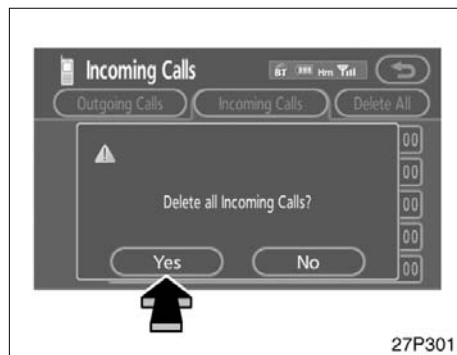 Incoming Calls
BT Hm
Outgoing Calls Incoming Calls Delete All
00
00
Delete all Incoming Calls?
00
00
Yes No
00
27P301